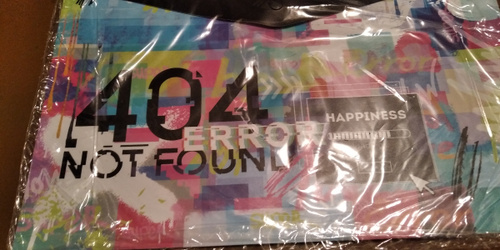 404
ERROR
NOT FOUND
HAPPINESS